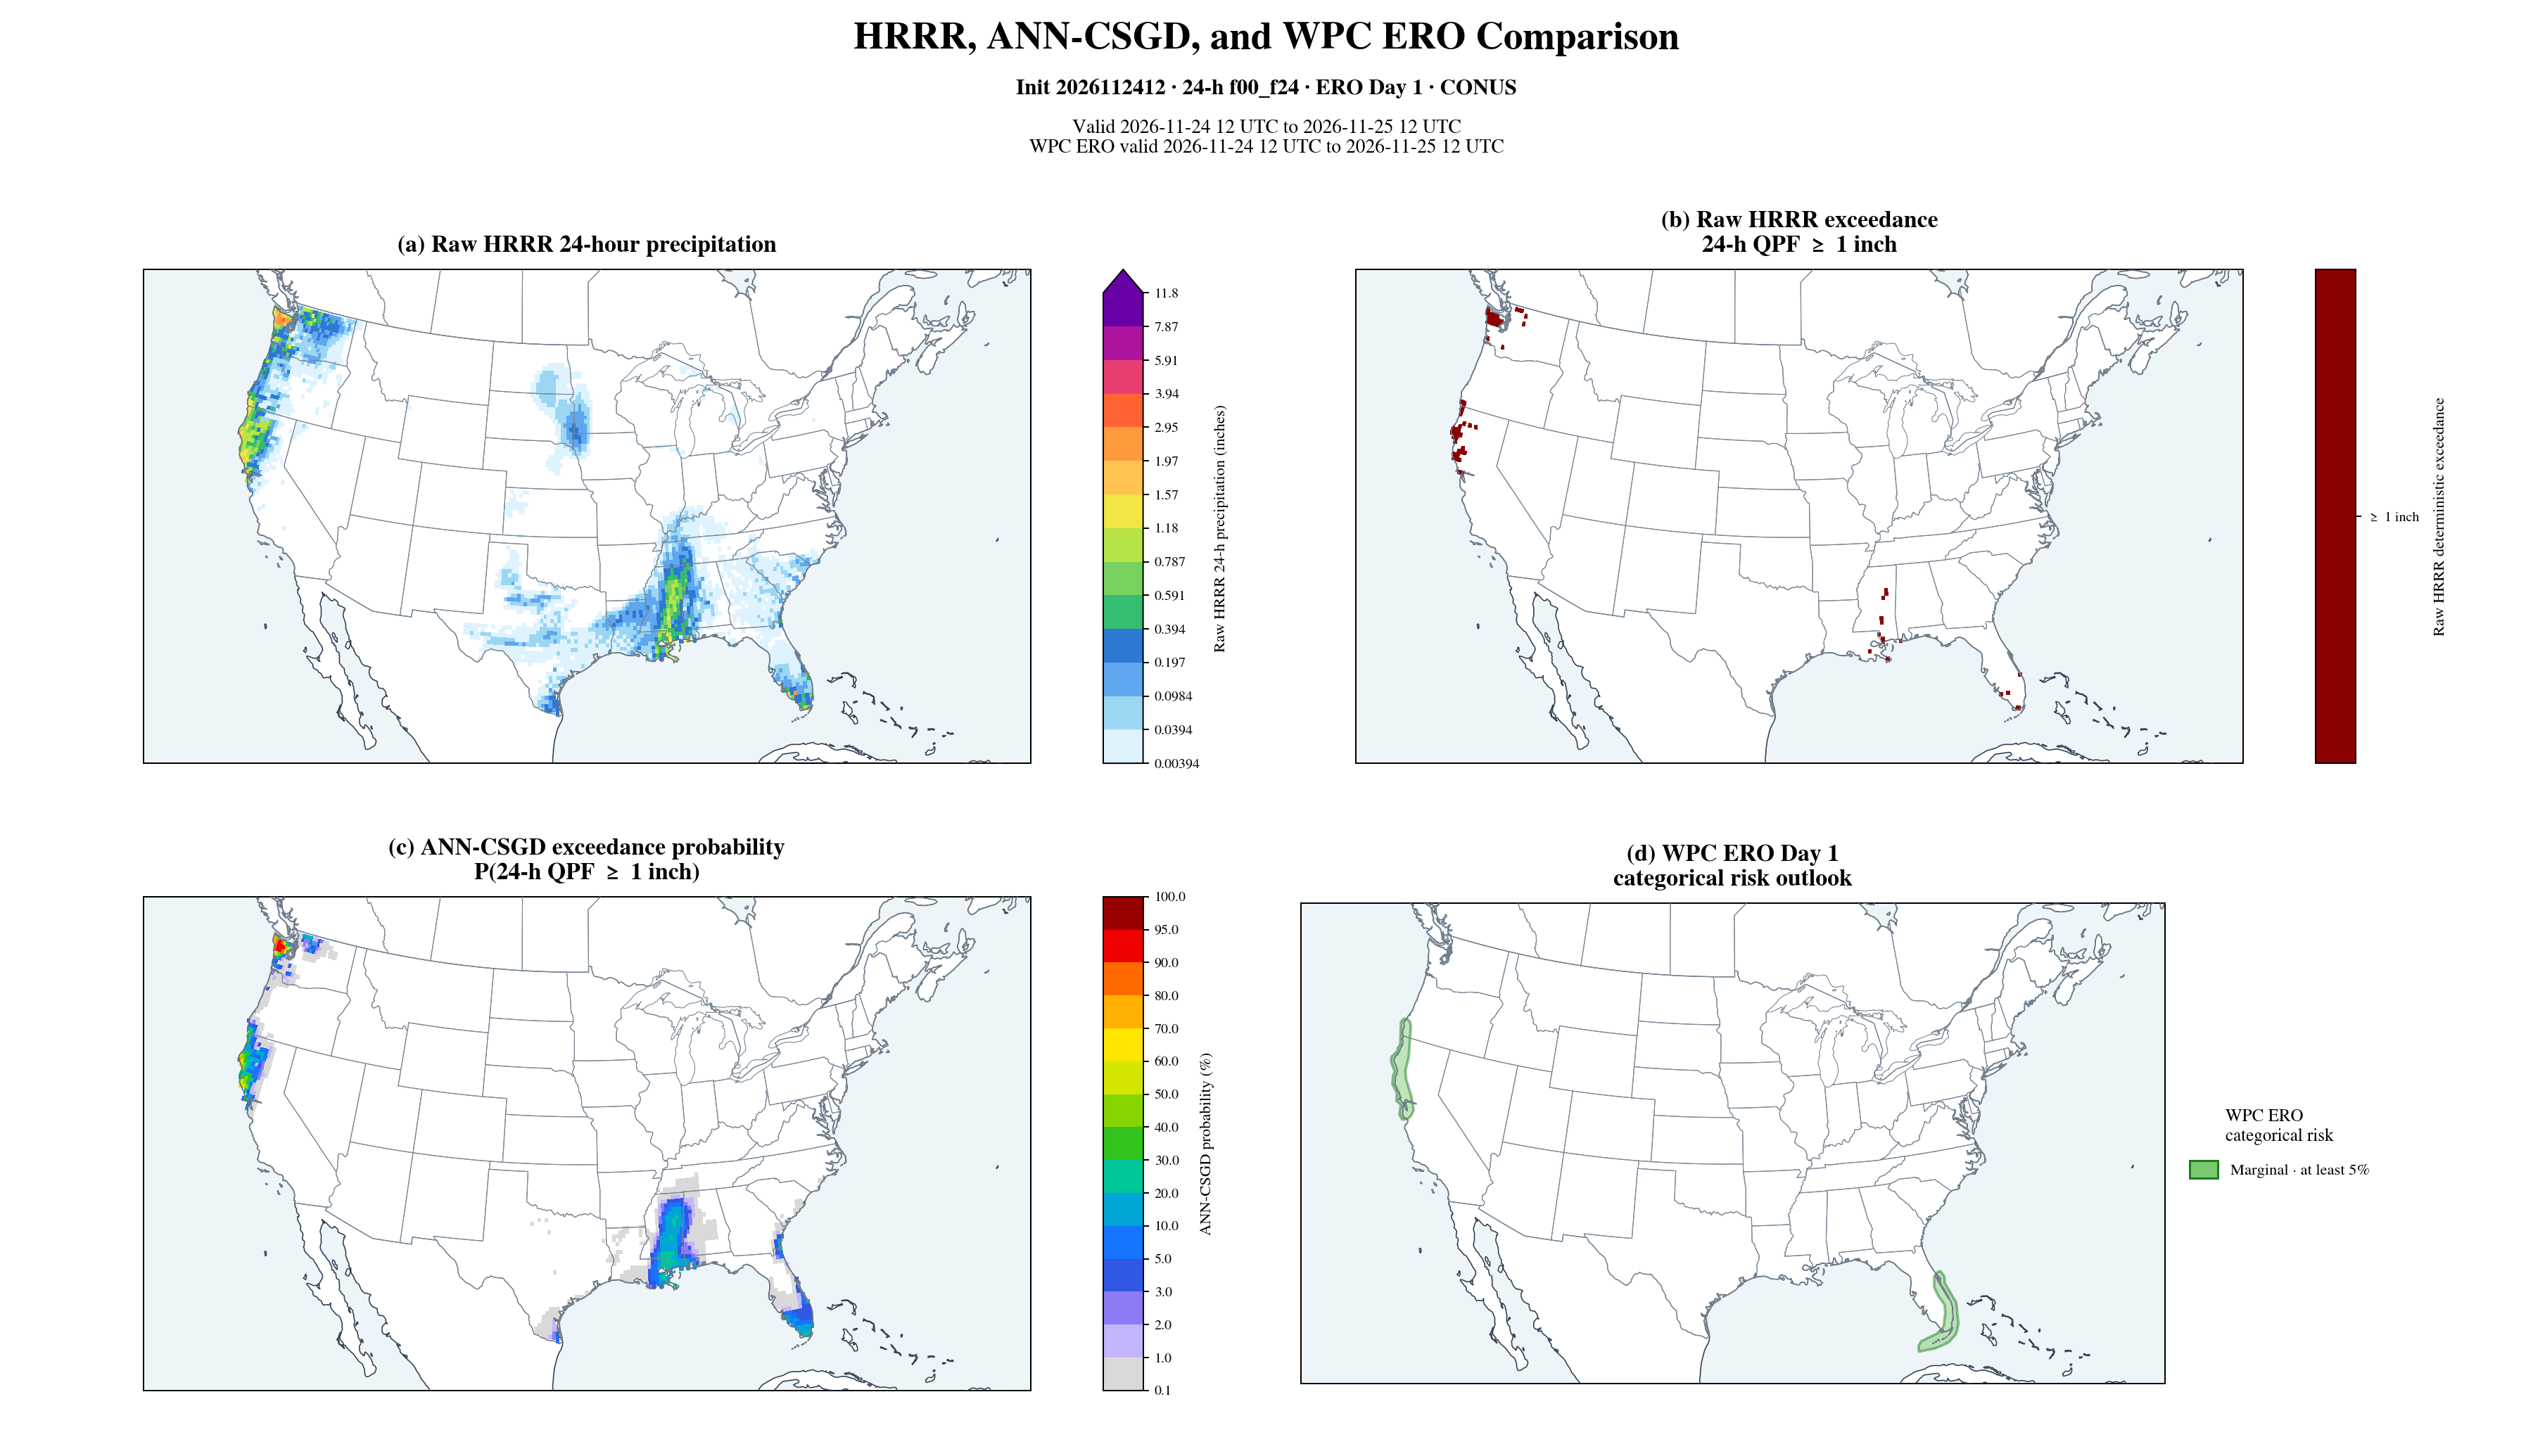 HRRR, ANN-CSGD, and WPC ERO Comparison
Init 2026112412 · 24-h f00_f24 · ERO Day 1 · CONUS
Valid 2026-11-24 12 UTC to 2026-11-25 12 UTC
WPC ERO valid 2026-11-24 12 UTC to 2026-11-25 12 UTC
(a) Raw HRRR 24-hour precipitation
11.8
7.87
5.91
3.94
2.95
1.97
1.57
1.18
0.787
0.591
0.394
0.197
0.0984
0.0394
0.00394
Raw HRRR 24-h precipitation (inches)
(b) Raw HRRR exceedance
24-h QPF ≥ 1 inch
≥ 1 inch
Raw HRRR deterministic exceedance
(c) ANN-CSGD exceedance probability
P(24-h QPF ≥ 1 inch)
100.0
95.0
90.0
80.0
70.0
60.0
50.0
40.0
30.0
20.0
10.0
5.0
3.0
2.0
1.0
0.1
ANN-CSGD probability (%)
(d) WPC ERO Day 1
categorical risk outlook
WPC ERO
categorical risk
Marginal · at least 5%